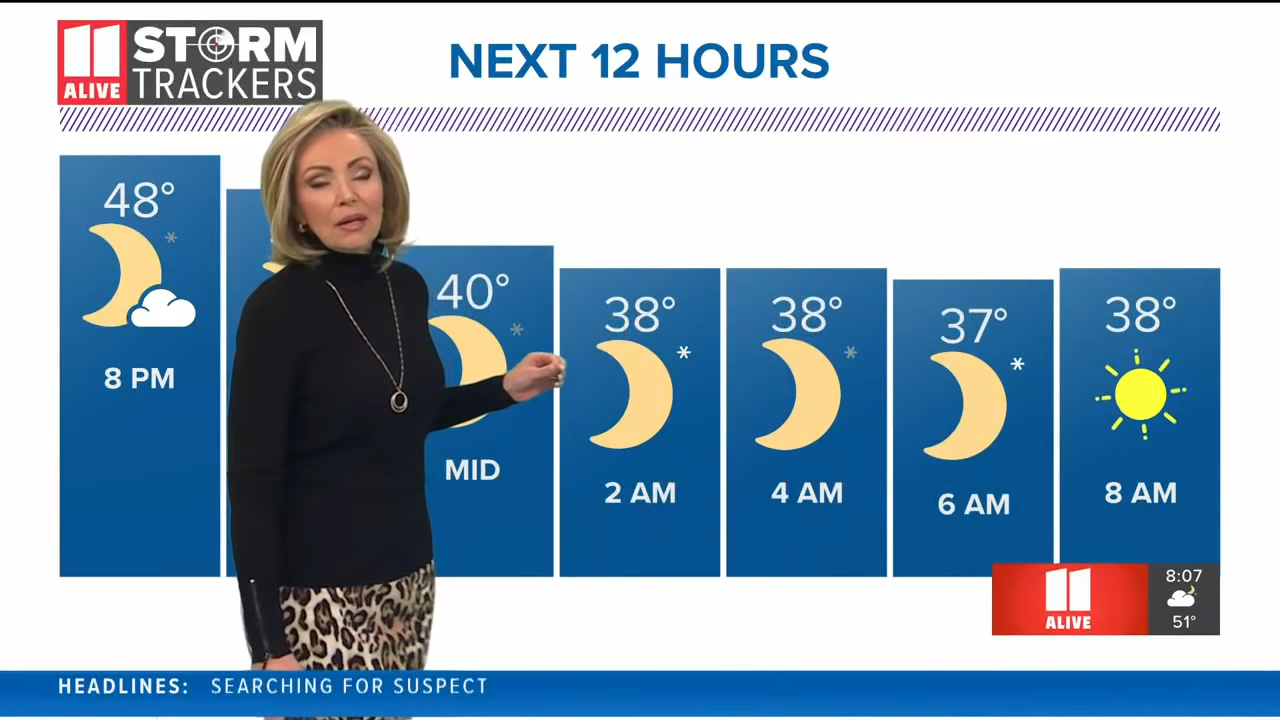 11 STORM
ALIVE TRACKERS
NEXT 12 HOURS
48°
8 PM
40°
MID
38°
2 AM
38°
4 AM
37°
6 AM
38°
8 AM
11
ALIVE
8:07
51°
HEADLINES: SEARCHING FOR SUSPECT